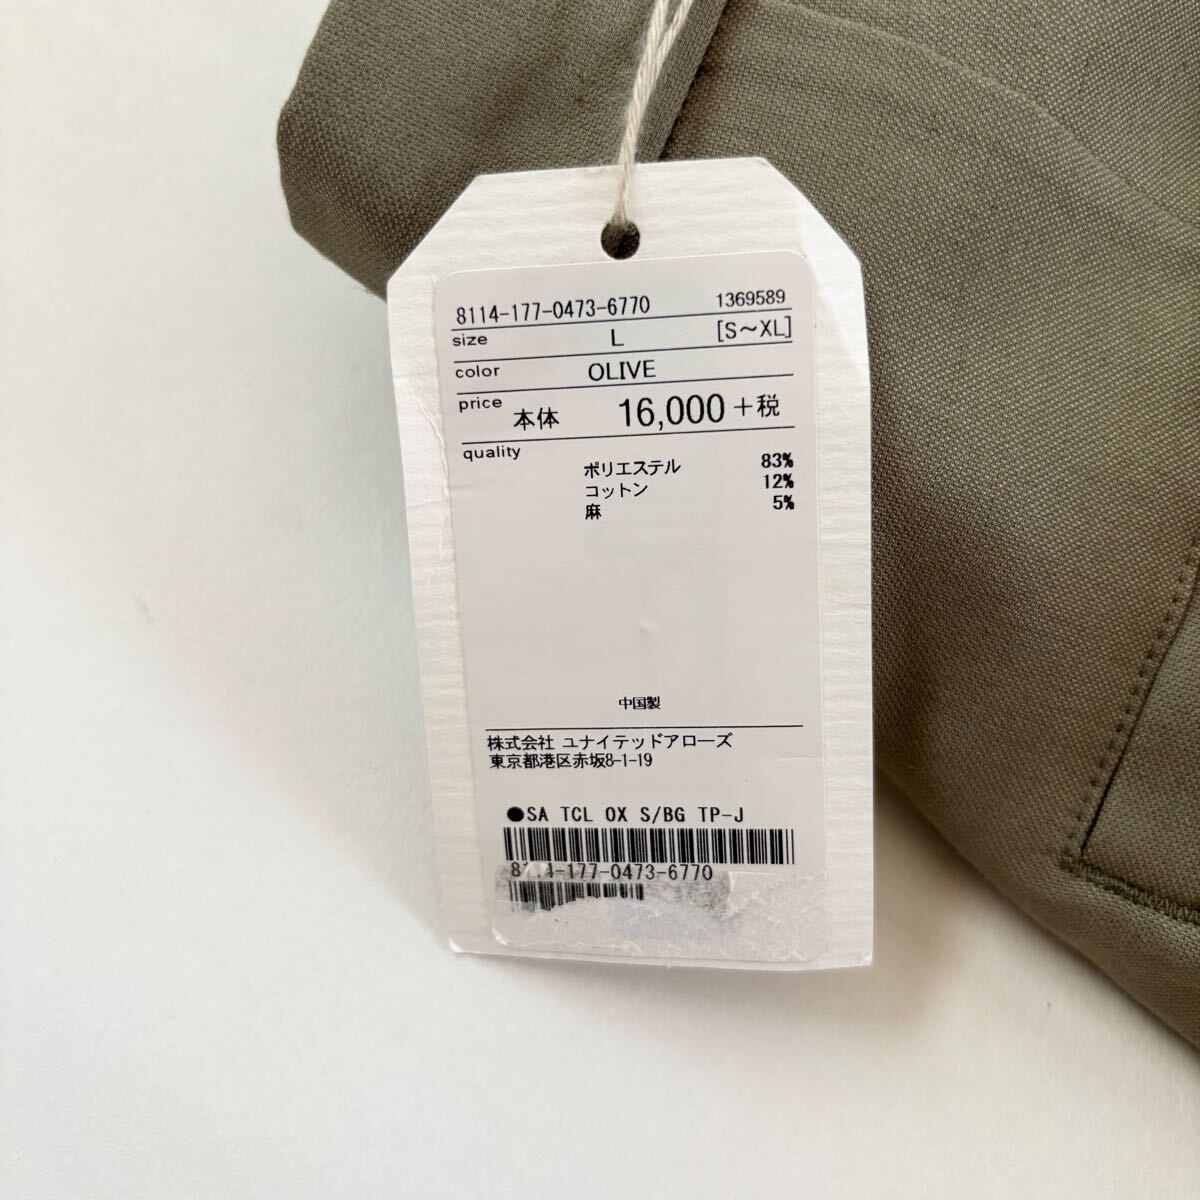 8114-177-0473-6770 1369589
size L [S〜XL]
color OLIVE
price 本体 16,000+税
quality
ポリエステル 83%
コットン 12%
麻 5%
中国製
株式会社 ユナイテッドアローズ
東京都港区赤坂8-1-19
●SA TCL OX S/BG TP-J
8114-177-0473-6770